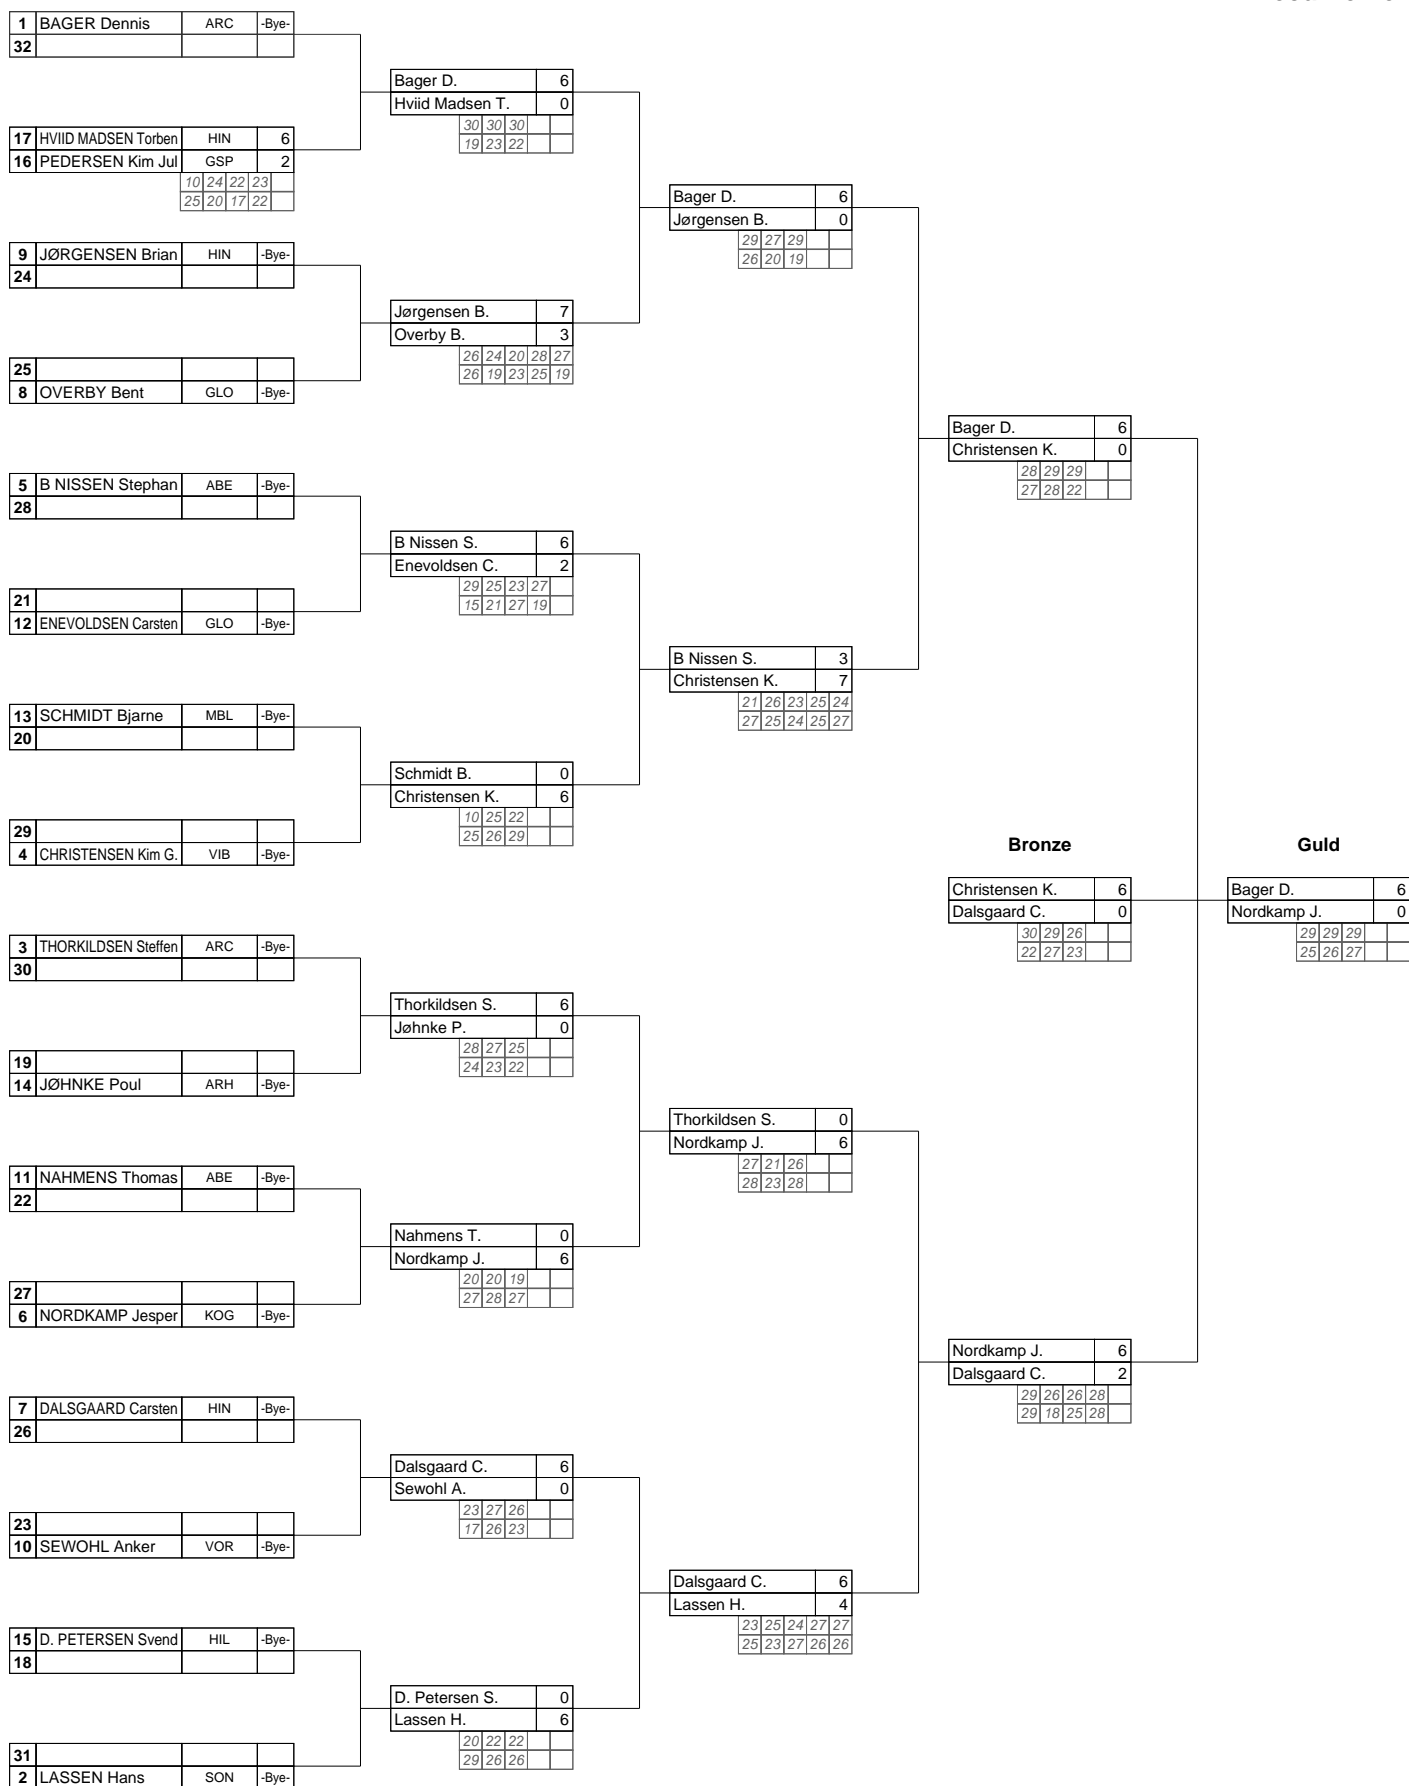 1 BAGER Dennis ARC -Bye-
32
Bager D. 6
Hviid Madsen T. 0
30 30 30
19 23 22
17 HVIID MADSEN Torben HIN 6
16 PEDERSEN Kim Jul GSP 2
10 24 22 23
25 20 17 22
Bager D. 6
Jørgensen B. 0
29 27 29
26 20 19
9 JØRGENSEN Brian HIN -Bye-
24
Jørgensen B. 7
Overby B. 3
26 24 20 28 27
26 19 23 25 19
25
8 OVERBY Bent GLO -Bye-
Bager D. 6
Christensen K. 0
28 29 29
27 28 22
5 B NISSEN Stephan ABE -Bye-
28
B Nissen S. 6
Enevoldsen C. 2
29 25 23 27
15 21 27 19
21
12 ENEVOLDSEN Carsten GLO -Bye-
B Nissen S. 3
Christensen K. 7
21 26 23 25 24
27 25 24 25 27
13 SCHMIDT Bjarne MBL -Bye-
20
Schmidt B. 0
Christensen K. 6
10 25 22
25 26 29
29
4 CHRISTENSEN Kim G. VIB -Bye-
Bronze Guld
Christensen K. 6
Dalsgaard C. 0
30 29 26
22 27 23
Bager D. 6
Nordkamp J. 0
29 29 29
25 26 27
3 THORKILDSEN Steffen ARC -Bye-
30
Thorkildsen S. 6
Jøhnke P. 0
28 27 25
24 23 22
19
14 JØHNKE Poul ARH -Bye-
Thorkildsen S. 0
Nordkamp J. 6
27 21 26
28 23 28
11 NAHMENS Thomas ABE -Bye-
22
Nahmens T. 0
Nordkamp J. 6
20 20 19
27 28 27
27
6 NORDKAMP Jesper KOG -Bye-
Nordkamp J. 6
Dalsgaard C. 2
29 26 26 28
29 18 25 28
7 DALSGAARD Carsten HIN -Bye-
26
Dalsgaard C. 6
Sewohl A. 0
23 27 26
17 26 23
23
10 SEWOHL Anker VOR -Bye-
Dalsgaard C. 6
Lassen H. 4
23 25 24 27 27
25 23 27 26 26
15 D. PETERSEN Svend HIL -Bye-
18
D. Petersen S. 0
Lassen H. 6
20 22 22
29 26 26
31
2 LASSEN Hans SON -Bye-